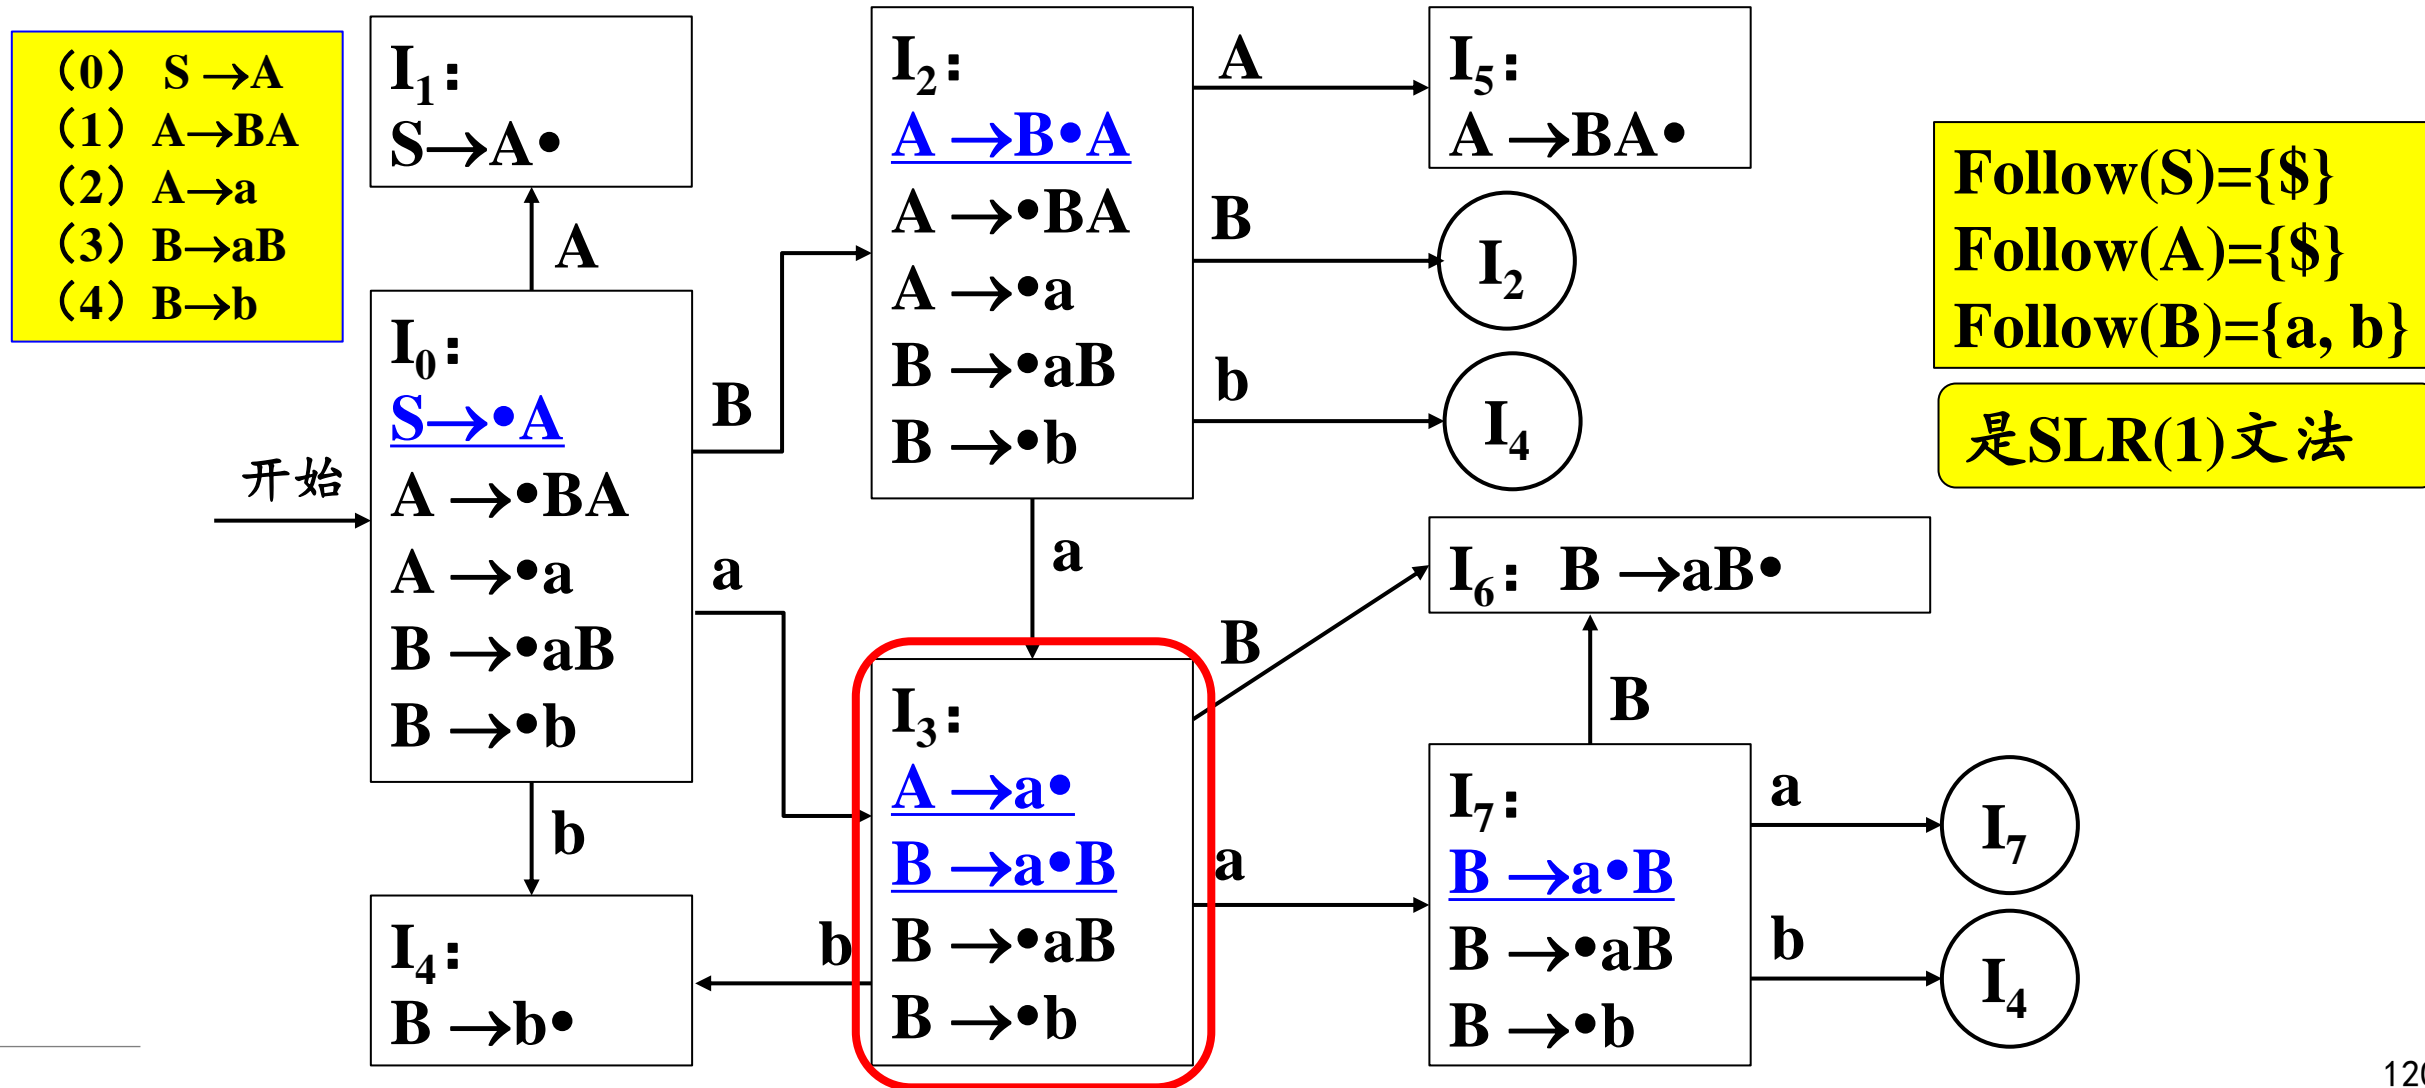 （0） S →A
（1） A→BA
（2） A→a
（3） B→aB
（4） B→b
I1：
S→A•
A
开始
I0：
S→•A
A →•BA
A →•a
B →•aB
B →•b
B
a
b
I4：
B →b•
I2：
A →B•A
A →•BA
A →•a
B →•aB
B →•b
A
B
b
a
I5：
A →BA•
I2
I4
I3：
A →a•
B →a•B
B →•aB
B →•b
b
B
a
I6： B →aB•
B
I7：
B →a•B
B →•aB
B →•b
a
b
I7
I4
Follow(S)={$}
Follow(A)={$}
Follow(B)={a, b}
是SLR(1)文法